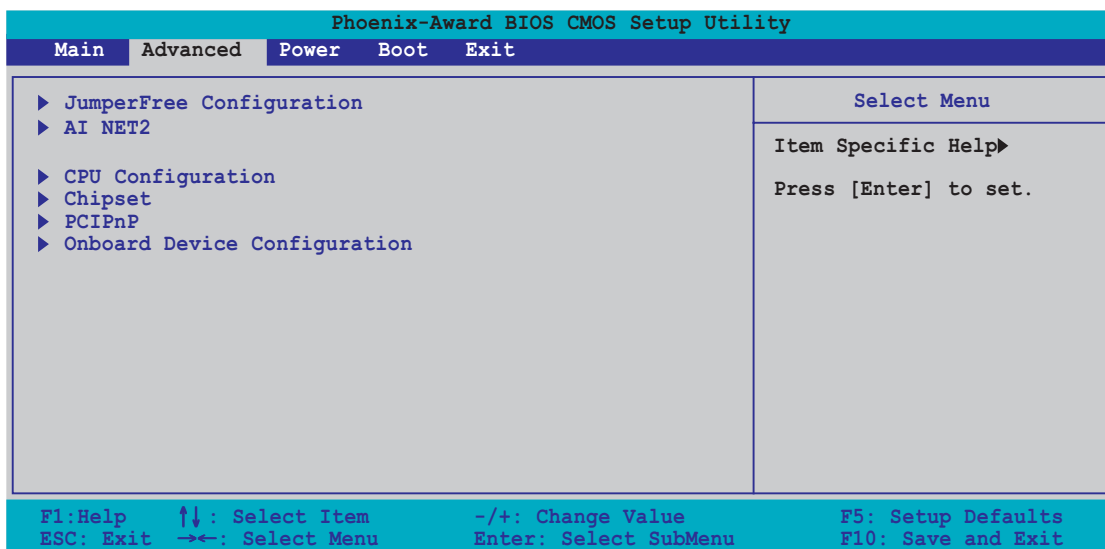 Phoenix-Award BIOS CMOS Setup Utility
Main Advanced Power Boot Exit
JumperFree Configuration
AI NET2
CPU Configuration
Chipset
PCIPnP
Onboard Device Configuration
Select Menu
Item Specific Help
Press [Enter] to set.
F1:Help ↑↓: Select Item -/+: Change Value F5: Setup Defaults
ESC: Exit →←: Select Menu Enter: Select SubMenu F10: Save and Exit